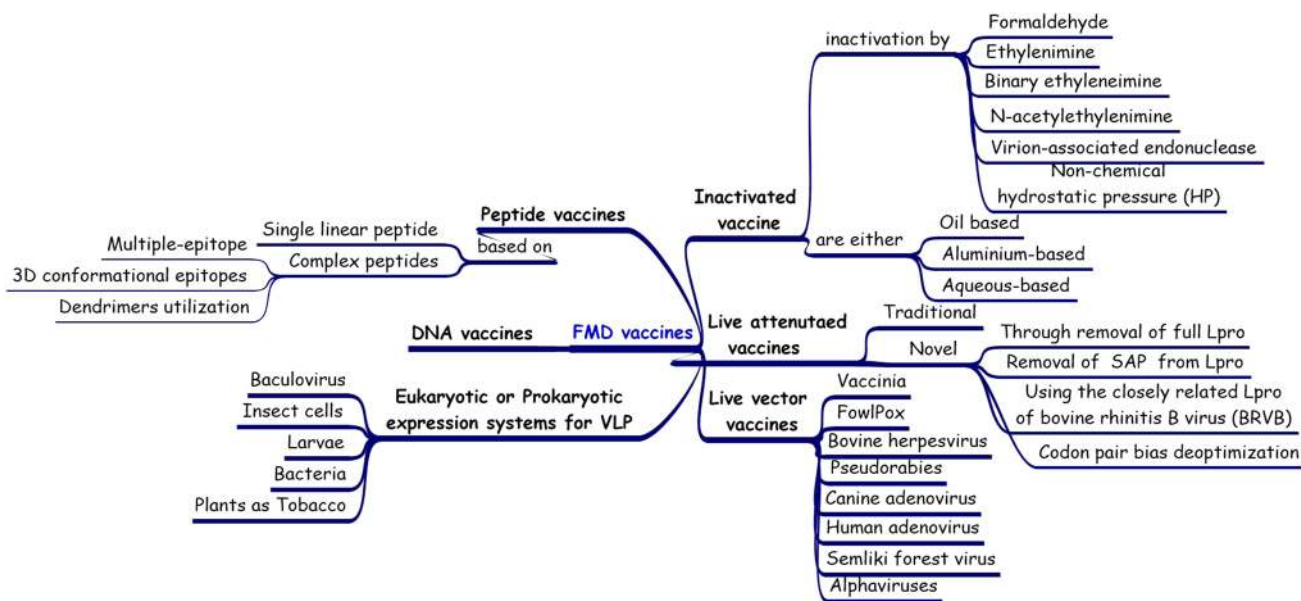 FMD vaccines
Inactivated
vaccine
inactivation by
Formaldehyde
Ethylenimine
Binary ethyleneimine
N-acetylethylenimine
Virion-associated endonuclease
Non-chemical
hydrostatic pressure (HP)
are either
Oil based
Aluminium-based
Aqueous-based
Live attenutaed
vaccines
Traditional
Novel
Through removal of full Lpro
Removal of SAP from Lpro
Using the closely related Lpro
of bovine rhinitis B virus (BRVB)
Codon pair bias deoptimization
Live vector
vaccines
Vaccinia
FowlPox
Bovine herpesvirus
Pseudorabies
Canine adenovirus
Human adenovirus
Semliki forest virus
Alphaviruses
Peptide vaccines
based on
Single linear peptide
Complex peptides
Multiple-epitope
3D conformational epitopes
Dendrimers utilization
DNA vaccines
Eukaryotic or Prokaryotic
expression systems for VLP
Baculovirus
Insect cells
Larvae
Bacteria
Plants as Tobacco